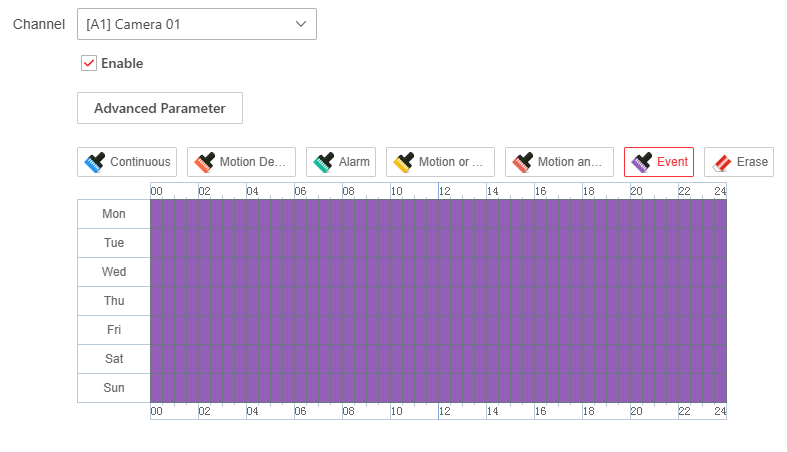 Channel [A1] Camera 01
Enable
Advanced Parameter
Continuous Motion De... Alarm Motion or ... Motion an... Event Erase
00 02 04 06 08 10 12 14 16 18 20 22 24
Mon
Tue
Wed
Thu
Fri
Sat
Sun
00 02 04 06 08 10 12 14 16 18 20 22 24